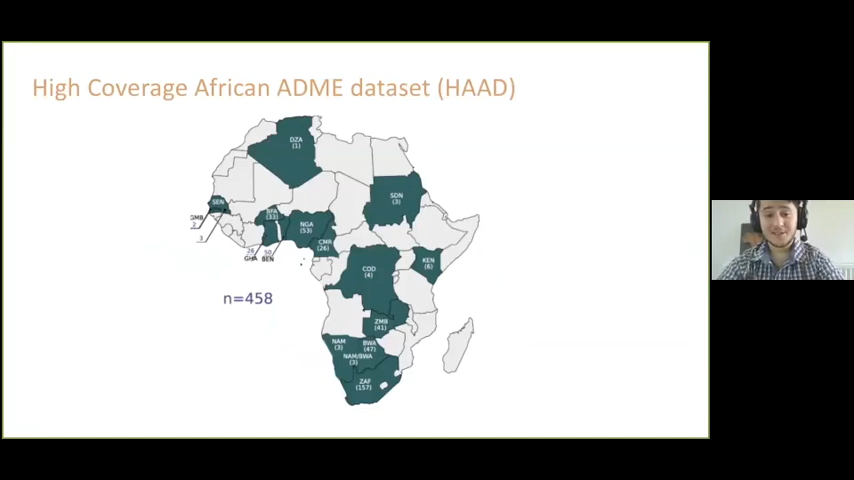 High Coverage African ADME dataset (HAAD)
DZA
(1)
SDN
(3)
SEN
GMB
2
3
BFA
(33)
NGA
(53)
CMR
(26)
26
GHA
50
BEN
KEN
(6)
COD
(4)
n=458
ZMB
(41)
NAM
(3)
BWA
(47)
NAM/BWA
(3)
ZAF
(157)